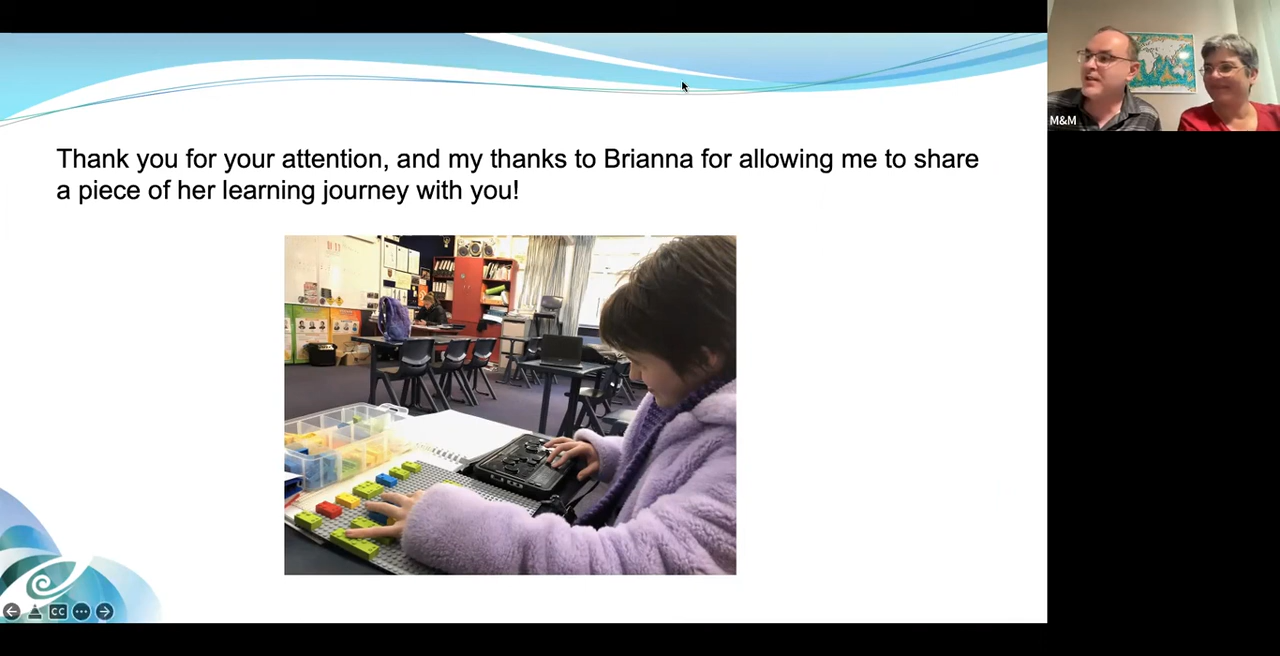 Thank you for your attention, and my thanks to Brianna for allowing me to share
a piece of her learning journey with you!
M&M
CC